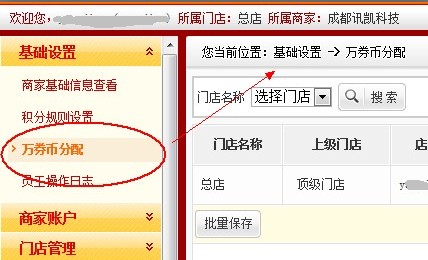 欢迎您: 所属门店: 总店 所属商家: 成都讯凯科技
基础设置
商家基础信息查看
积分规则设置
万券币分配
员工操作日志
商家账户
门店管理
您当前位置: 基础设置 -> 万券币分配
门店名称 选择门店 搜索
门店名称 上级门店 店
总店 顶级门店
批量保存